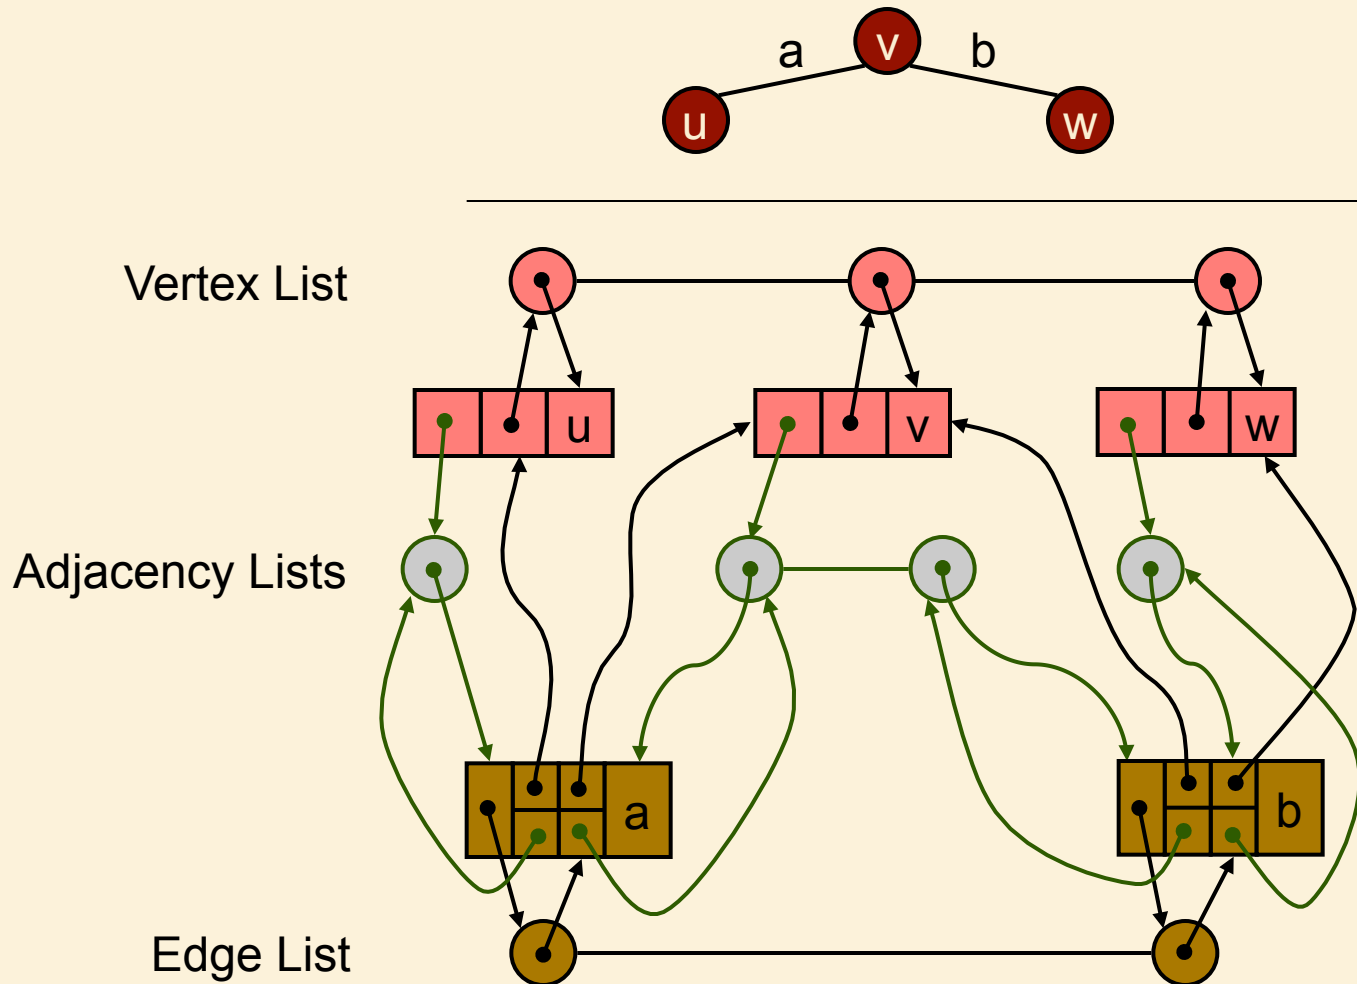 a v b
u w
Vertex List
u v w
Adjacency Lists
a b
Edge List